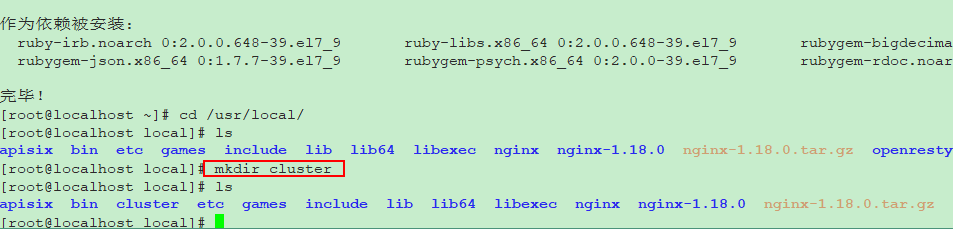 作为依赖被安装:
ruby-irb.noarch 0:2.0.0.648-39.el7_9 ruby-libs.x86_64 0:2.0.0.648-39.el7_9 rubygem-bigdecima
rubygem-json.x86_64 0:1.7.7-39.el7_9 rubygem-psych.x86_64 0:2.0.0-39.el7_9 rubygem-rdoc.noar
完毕!
[root@localhost ~]# cd /usr/local/
[root@localhost local]# ls
apisix bin etc games include lib lib64 libexec nginx nginx-1.18.0 nginx-1.18.0.tar.gz openresty
[root@localhost local]# mkdir cluster
[root@localhost local]# ls
apisix bin cluster etc games include lib lib64 libexec nginx nginx-1.18.0 nginx-1.18.0.tar.gz
[root@localhost local]#